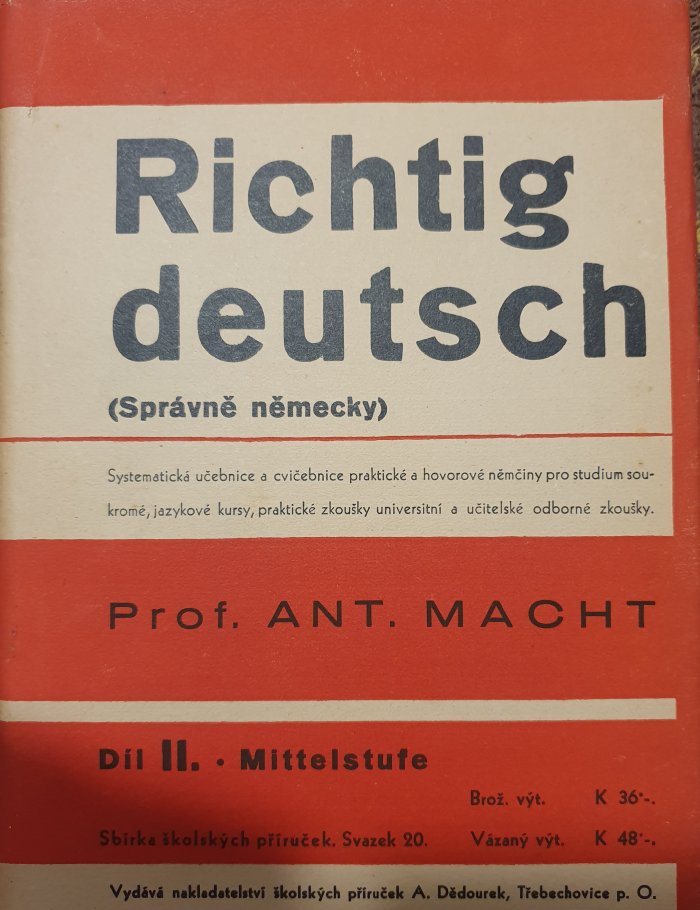 Richtig
deutsch
(Správně německy)
Systematická učebnice a cvičebnice praktické a hovorové němčiny pro studium sou-
kromé, jazykové kursy, praktické zkoušky universitní a učitelské odborné zkoušky.
Prof. ANT. MACHT
Díl II. • Mittelstufe
Brož. výt. K 36·-.
Sbírka školských příruček. Svazek 20. Vázaný výt. K 48·-.
Vydává nakladatelství školských příruček A. Dědourek, Třebechovice p. O.